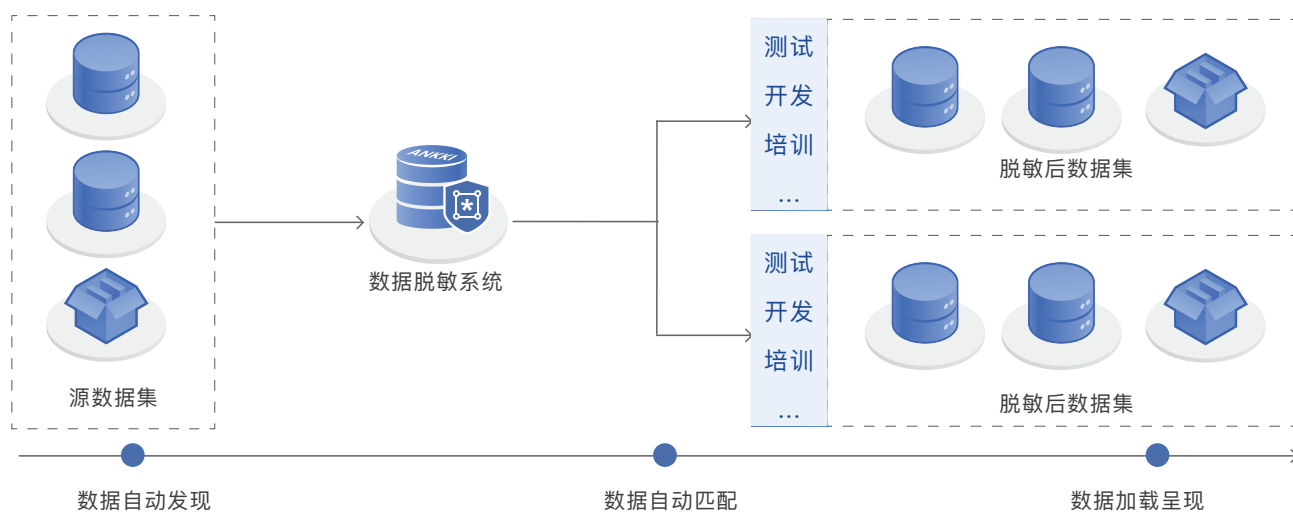 源数据集
ANKKI
*
数据脱敏系统
测试
开发
培训
...
脱敏后数据集
测试
开发
培训
...
脱敏后数据集
数据自动发现
数据自动匹配
数据加载呈现